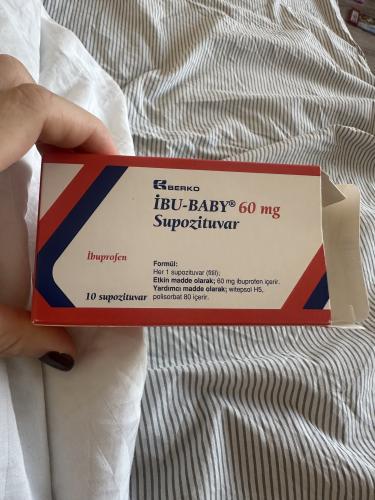 BERKO
İBU-BABY® 60 mg
Supozituvar
İbuprofen
Formül:
Her 1 supozituvar (fitil);
Etkin madde olarak; 60 mg ibuprofen içerir.
Yardımcı madde olarak; witepsol H5,
polisorbat 80 içerir.
10 supozituvar